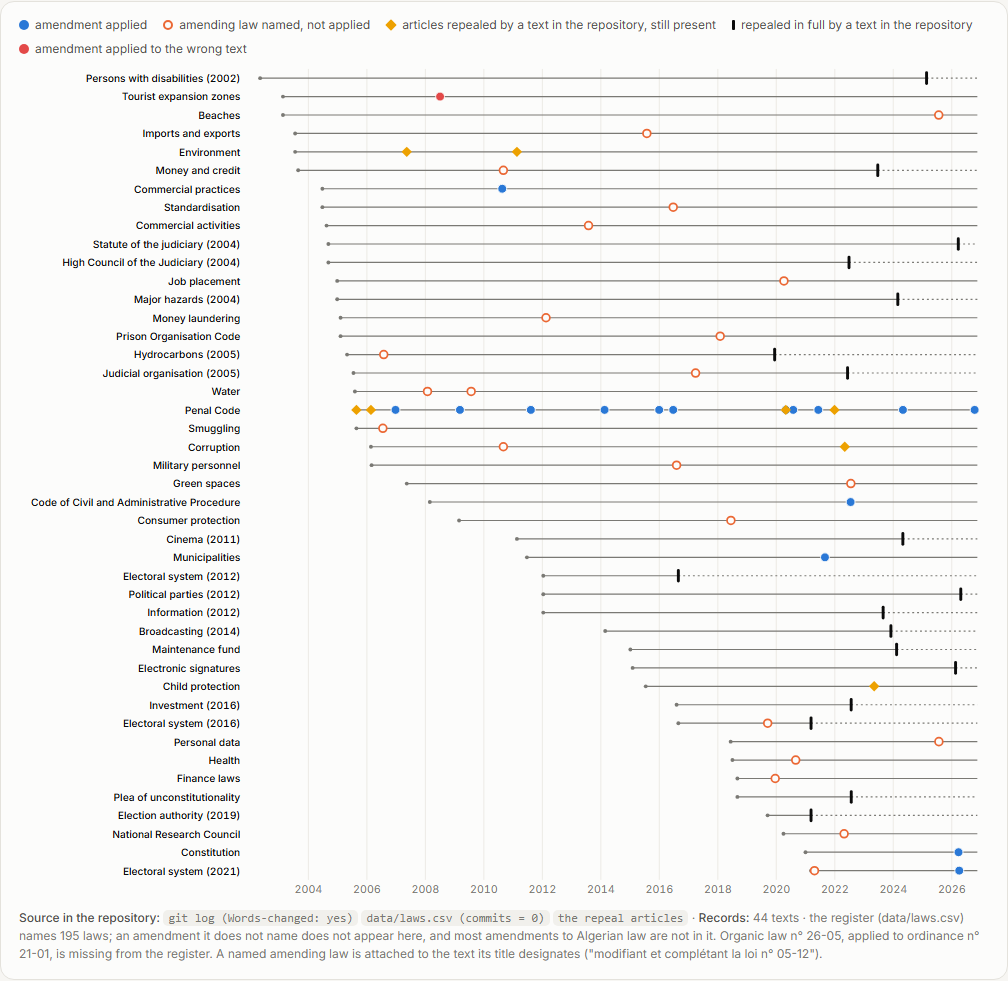 amendment applied
amending law named, not applied
articles repealed by a text in the repository, still present
repealed in full by a text in the repository
amendment applied to the wrong text
Persons with disabilities (2002)
Tourist expansion zones
Beaches
Imports and exports
Environment
Money and credit
Commercial practices
Standardisation
Commercial activities
Statute of the judiciary (2004)
High Council of the Judiciary (2004)
Job placement
Major hazards (2004)
Money laundering
Prison Organisation Code
Hydrocarbons (2005)
Judicial organisation (2005)
Water
Penal Code
Smuggling
Corruption
Military personnel
Green spaces
Code of Civil and Administrative Procedure
Consumer protection
Cinema (2011)
Municipalities
Electoral system (2012)
Political parties (2012)
Information (2012)
Broadcasting (2014)
Maintenance fund
Electronic signatures
Child protection
Investment (2016)
Electoral system (2016)
Personal data
Health
Finance laws
Plea of unconstitutionality
Election authority (2019)
National Research Council
Constitution
Electoral system (2021)
2004 2006 2008 2010 2012 2014 2016 2018 2020 2022 2024 2026
Source in the repository: git log (Words-changed: yes) data/laws.csv (commits = 0) the repeal articles · Records: 44 texts · the register (data/laws.csv)
names 195 laws; an amendment it does not name does not appear here, and most amendments to Algerian law are not in it. Organic law n° 26-05, applied to ordinance n°
21-01, is missing from the register. A named amending law is attached to the text its title designates ("modifiant et complétant la loi n° 05-12").